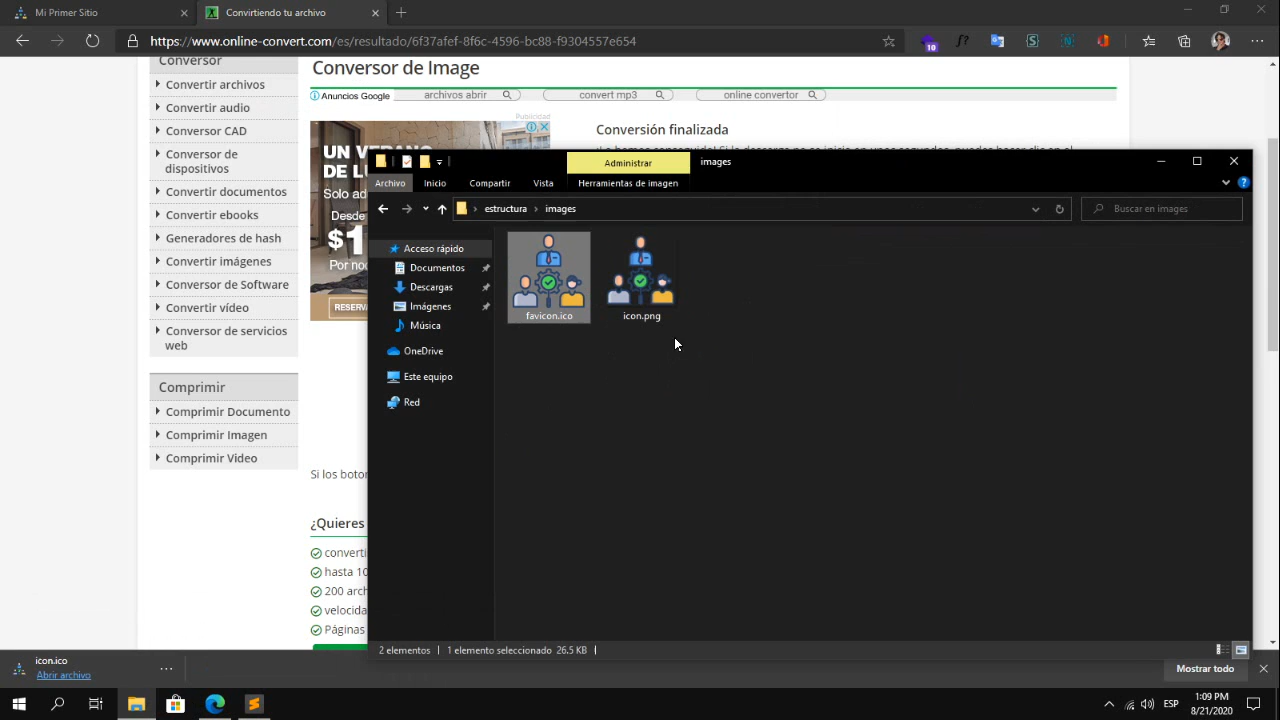 Mi Primer Sitio
Convirtiendo tu archivo
https://www.online-convert.com/es/resultado/6f37afef-8f6c-4596-bc88-f9304557e654
10
Conversor
Convertir archivos
Convertir audio
Conversor CAD
Conversor de
dispositivos
Convertir documentos
Convertir ebooks
Generadores de hash
Convertir imágenes
Conversor de Software
Convertir vídeo
Conversor de servicios
web
Comprimir
Comprimir Documento
Comprimir Imagen
Comprimir Video
Conversor de Image
Anuncios Google
archivos abrir
convert mp3
online convertor
Publicidad
UN VERANO
DE LU
Solo ad
Desde
$1
Por no
RESERV
Conversión finalizada
Si los boto
¿Quieres
converti
hasta 10
200 arch
velocida
Páginas
Administrar
images
Archivo
Inicio
Compartir
Vista
Herramientas de imagen
estructura
images
Buscar en images
Acceso rápido
Documentos
Descargas
Imágenes
Música
OneDrive
Este equipo
Red
favicon.ico
icon.png
2 elementos
1 elemento seleccionado 26.5 KB
icon.ico
Abrir archivo
Mostrar todo
ESP
1:09 PM
8/21/2020